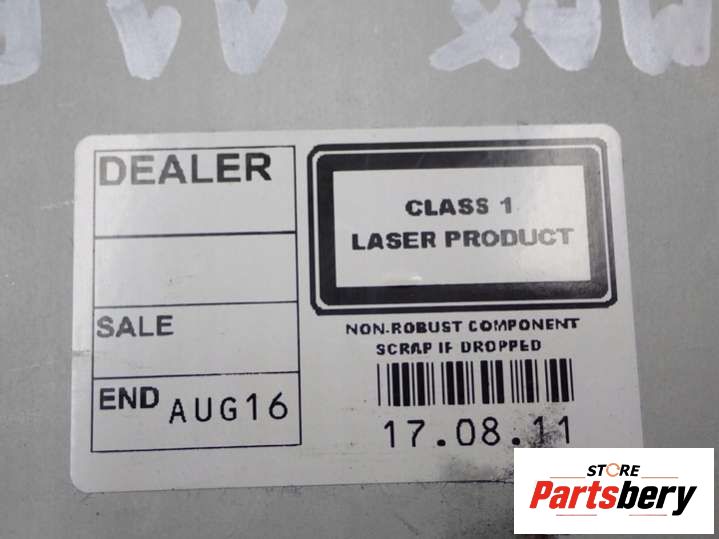 DEALER
SALE
END AUG16
CLASS 1
LASER PRODUCT
NON-ROBUST COMPONENT
SCRAP IF DROPPED
17.08.11
STORE
Partsbery